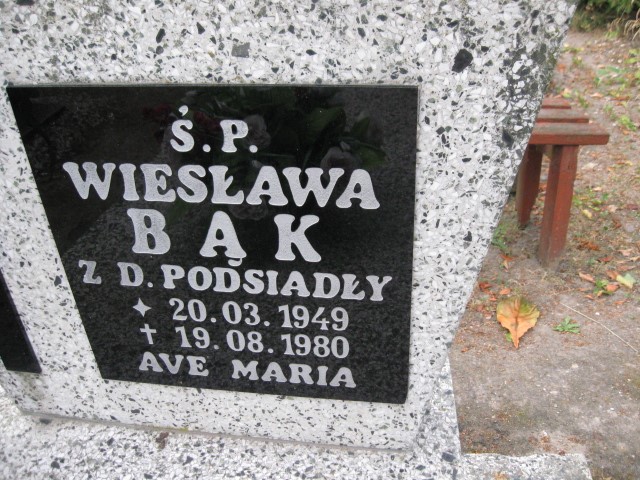 Ś.P.
WIESŁAWA
BĄK
Z D. PODSIADŁY
✦ 20.03.1949
✝ 19.08.1980
AVE MARIA